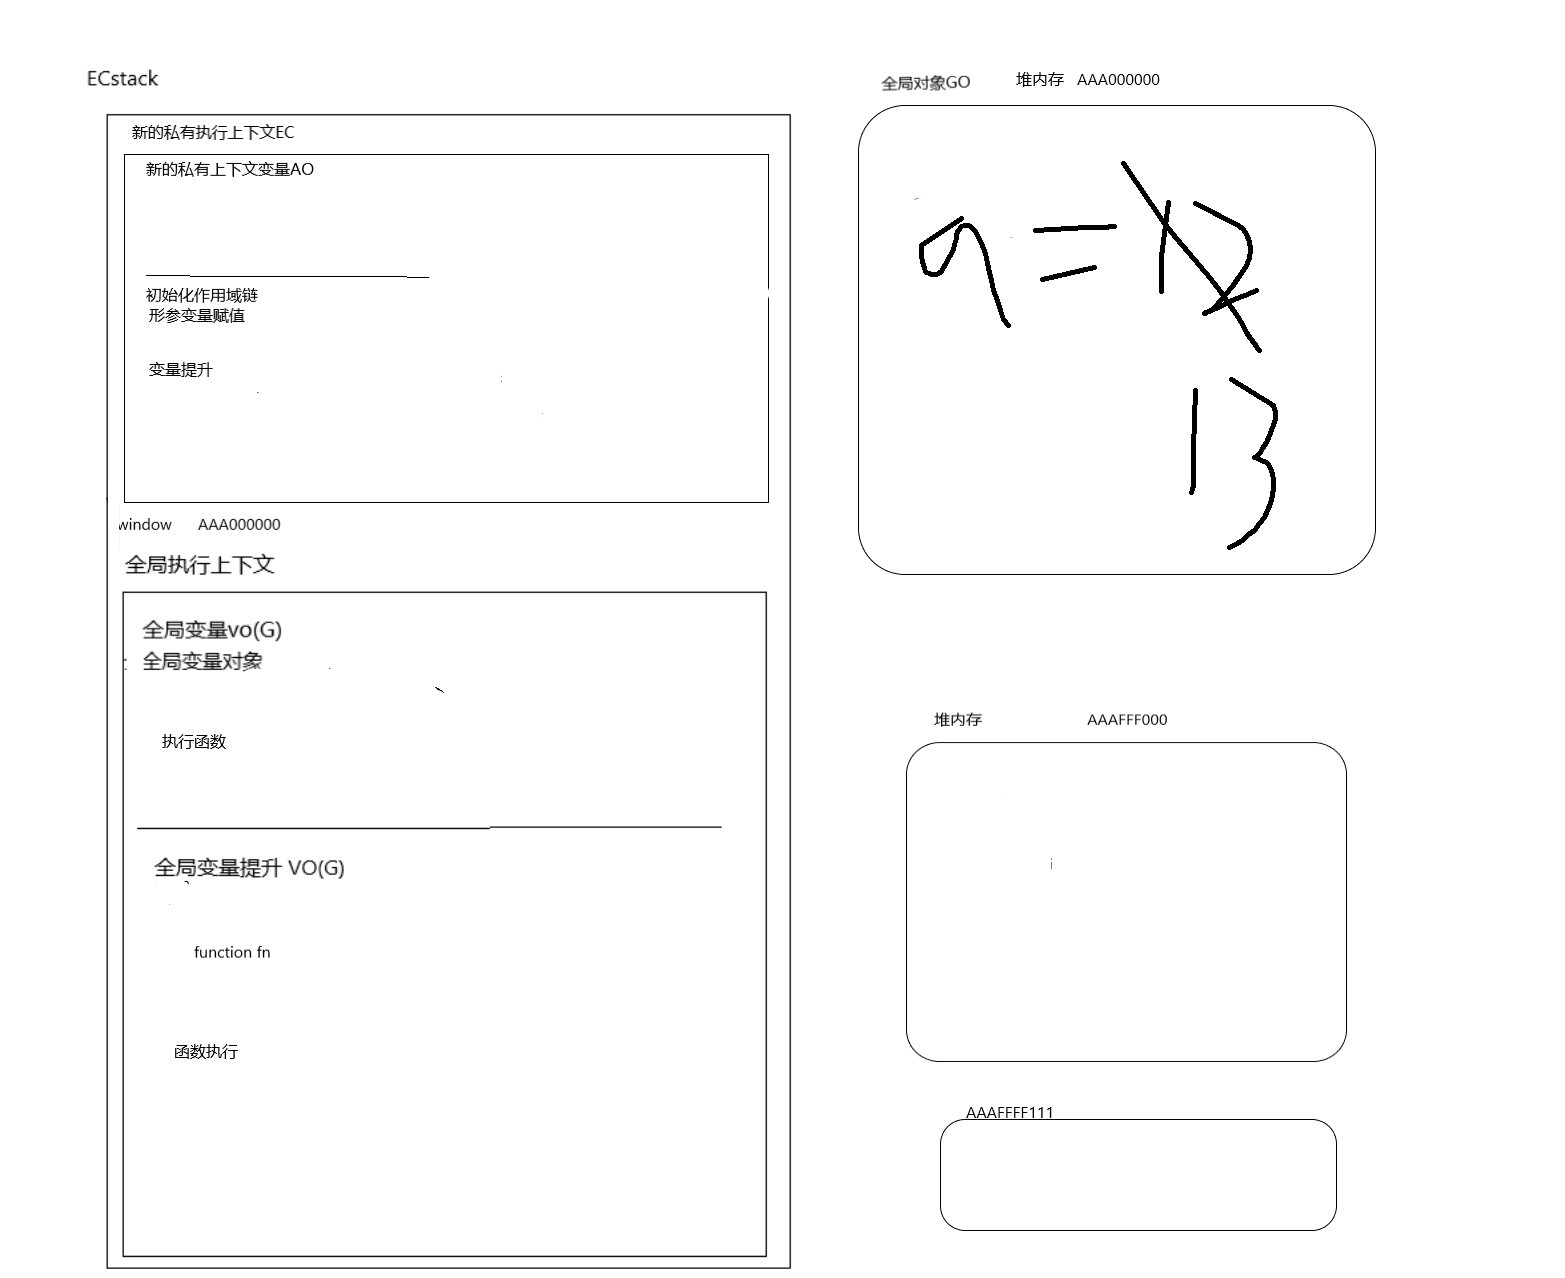 ECstack
新的私有执行上下文EC
新的私有上下文变量AO
初始化作用域链
形参变量赋值
变量提升
window AAA000000
全局执行上下文
全局变量vo(G)
全局变量对象
执行函数
全局变量提升 VO(G)
function fn
函数执行
全局对象GO 堆内存 AAA000000
a = 12
13
堆内存 AAAFFF000
i
AAAFFFF111